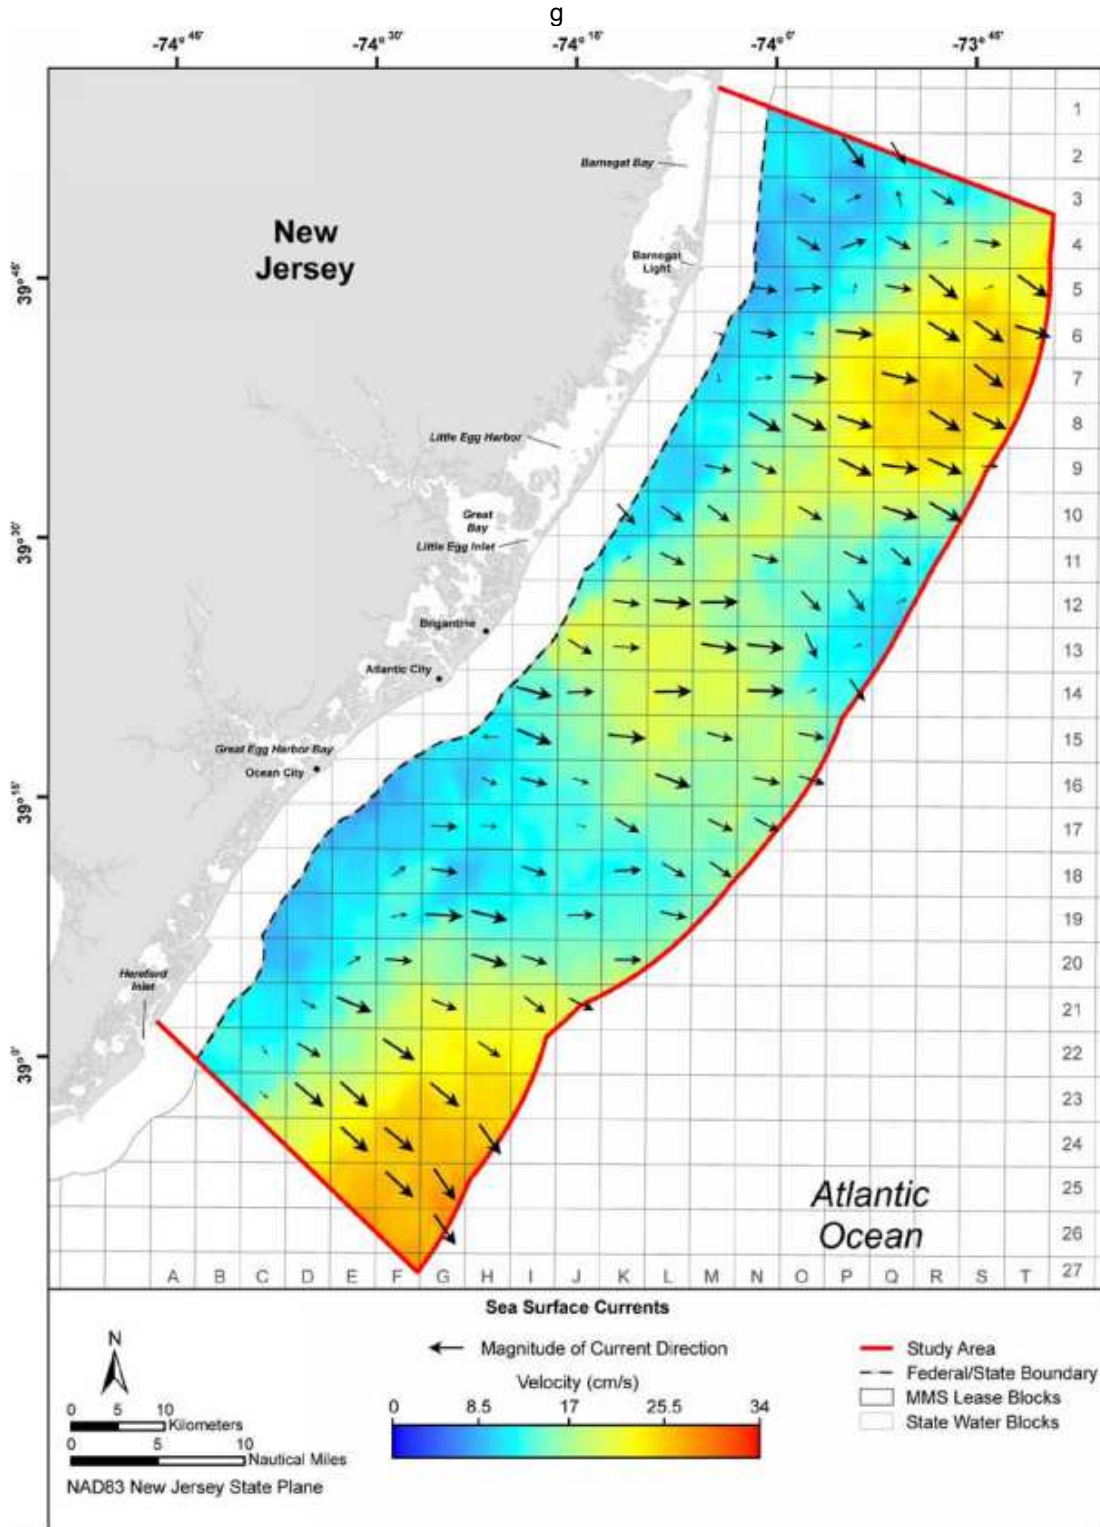 g
-74° 45' -74° 30' -74° 15' -74° 0' -73° 45'
1
2
Barnegat Bay
3
New
Jersey
4
Barnegat
Light
39° 45'
5
6
7
8
Little Egg Harbor
9
10
Great
Bay
39° 30'
Little Egg Inlet
11
12
Brigantine
13
Atlantic City
14
15
Great Egg Harbor Bay
Ocean City
16
39° 15'
17
18
19
20
Hereford
Inlet
21
22
39° 0'
23
24
25
Atlantic
Ocean
26
A B C D E F G H I J K L M N O P Q R S T 27
Sea Surface Currents
N
Magnitude of Current Direction
Velocity (cm/s)
0 8.5 17 25.5 34
0 5 10
Kilometers
0 5 10
Nautical Miles
NAD83 New Jersey State Plane
Study Area
Federal/State Boundary
MMS Lease Blocks
State Water Blocks